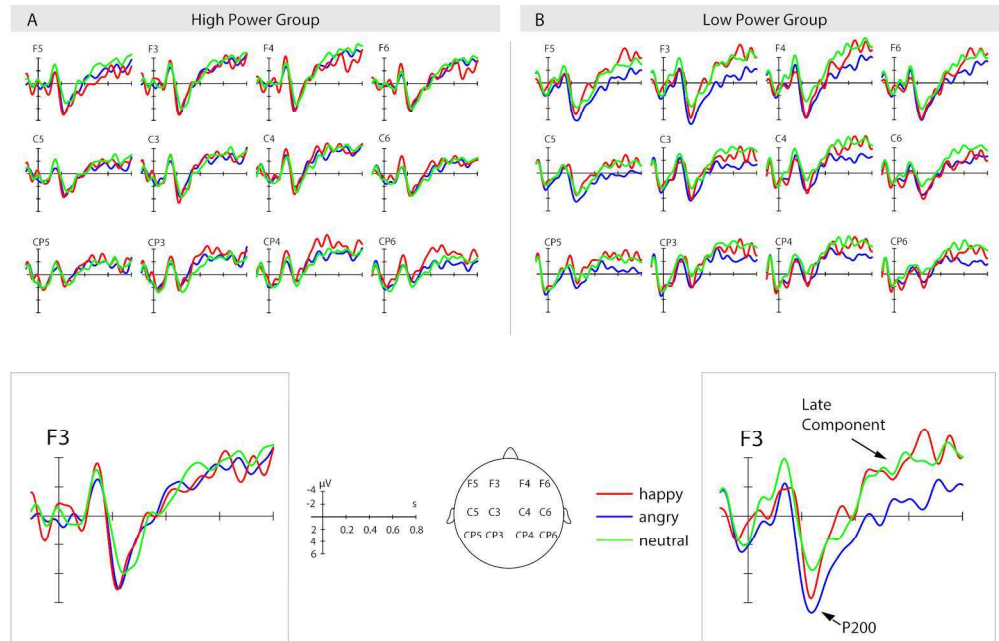 A High Power Group
B Low Power Group
F5 F3 F4 F6
F5 F3 F4 F6
C5 C3 C4 C6
C5 C3 C4 C6
CP5 CP3 CP4 CP6
CP5 CP3 CP4 CP6
F3
µV
-4
-2
2
4
6
s
0.2 0.4 0.6 0.8
F5 F3 F4 F6
C5 C3 C4 C6
CP5 CP3 CP4 CP6
happy
angry
neutral
F3
Late
Component
P200